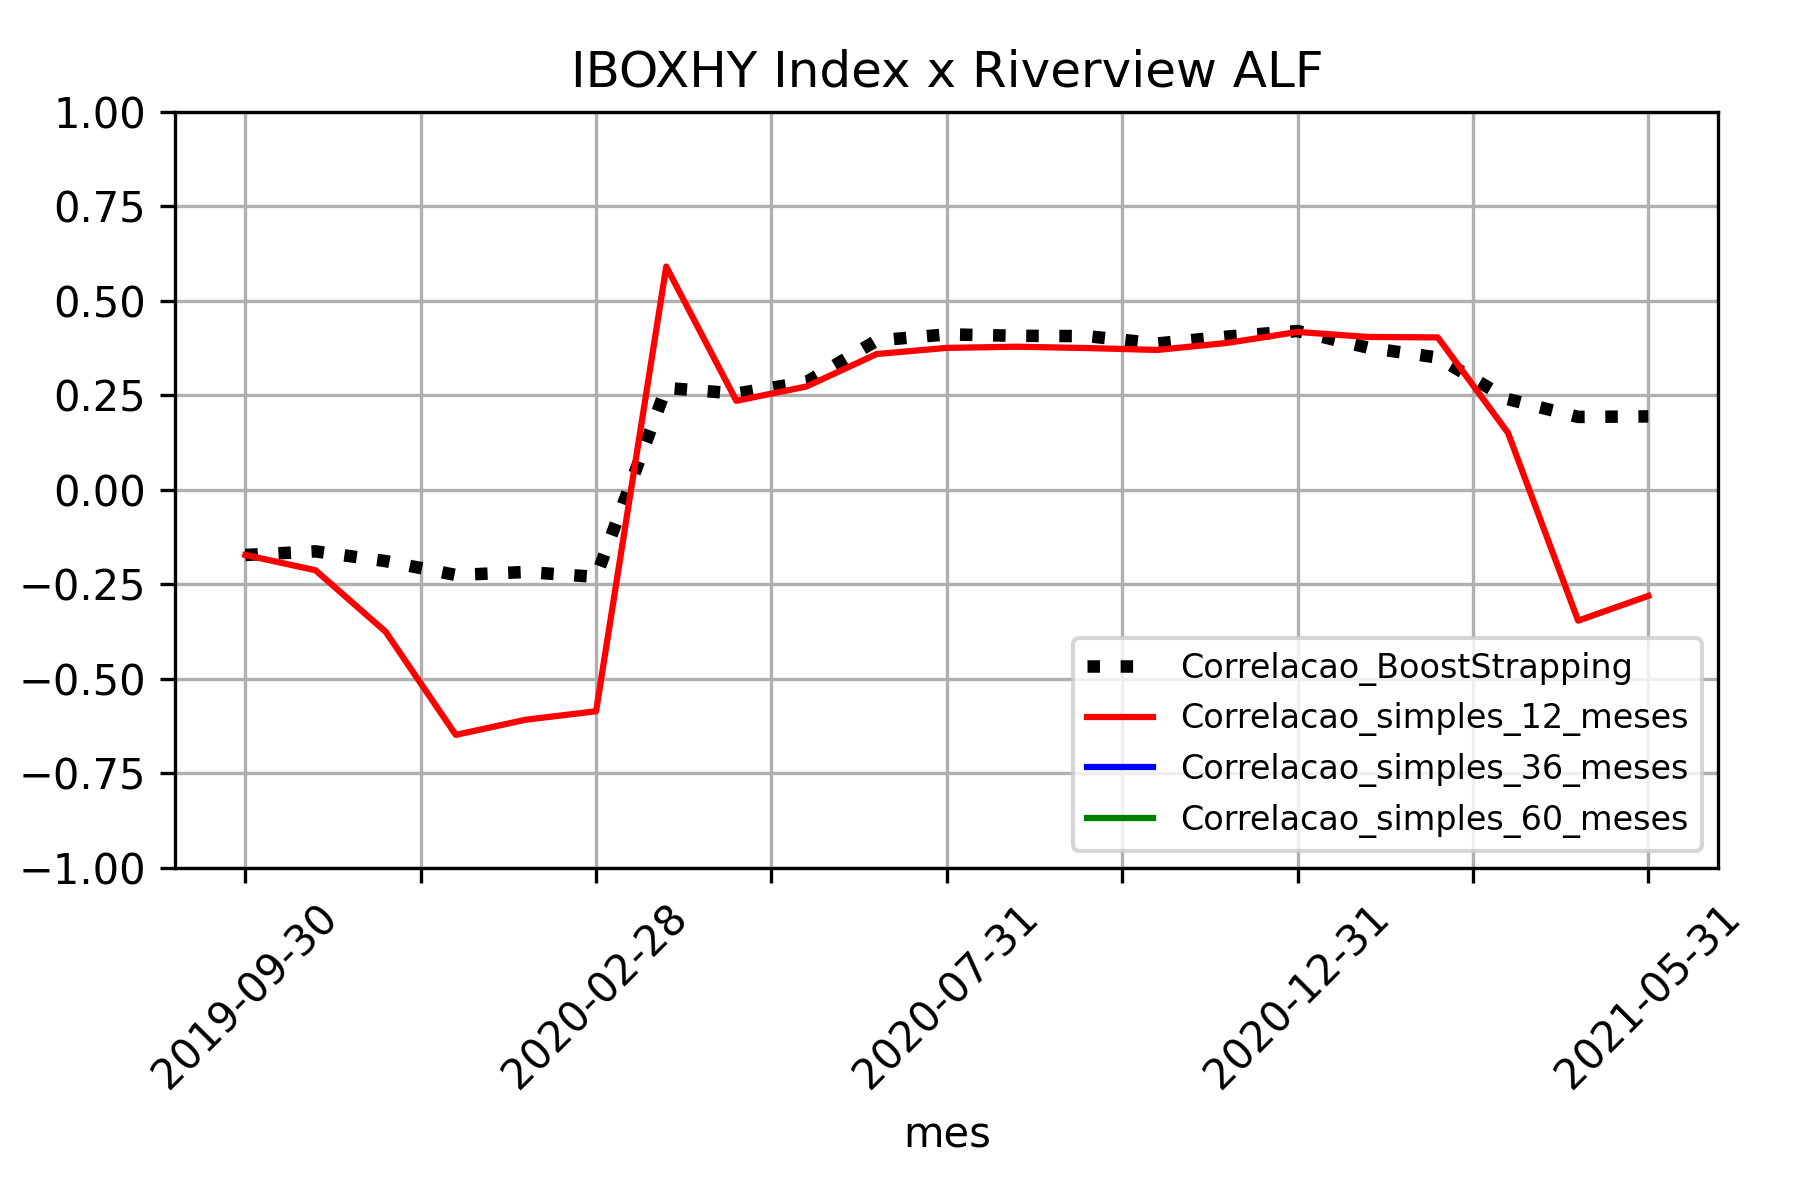 IBOXHY Index x Riverview ALF
1.00
0.75
0.50
0.25
0.00
−0.25
−0.50
−0.75
−1.00
Correlacao_BoostStrapping
Correlacao_simples_12_meses
Correlacao_simples_36_meses
Correlacao_simples_60_meses
2019-09-30
2020-02-28
2020-07-31
2020-12-31
2021-05-31
mes